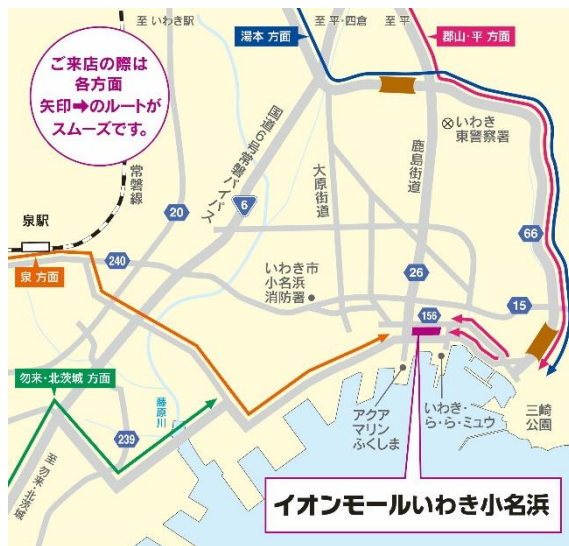 至 いわき駅
至 平・四倉
至 平
湯本 方面
郡山・平 方面
ご来店の際は
各方面
矢印➡のルートが
スムーズです。
国道6号常磐バイパス
6
いわき
東警察署
大原街道
鹿島街道
常磐線
20
泉駅
66
240
泉 方面
いわき市
小名浜
消防署
26
15
156
勿来・北茨城 方面
藤原川
アクア
マリン
ふくしま
いわき・
ら・ら・ミュウ
三崎
公園
239
至 勿来・北茨城
イオンモールいわき小名浜